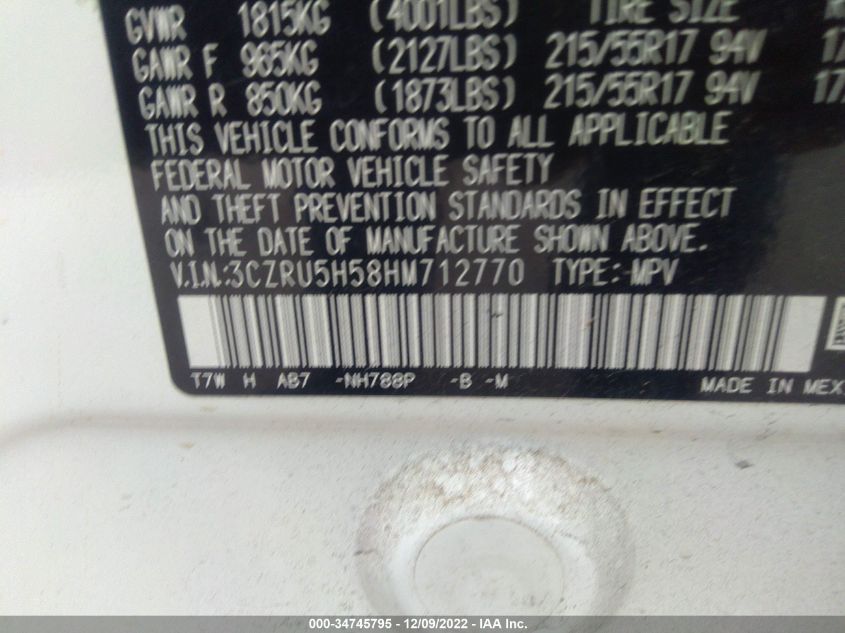 GVWR 1815KG (4001LBS) TIRE SIZE
GAWR F 965KG (2127LBS) 215/55R17 94V 17
GAWR R 850KG (1873LBS) 215/55R17 94V 17
THIS VEHICLE CONFORMS TO ALL APPLICABLE
FEDERAL MOTOR VEHICLE SAFETY
AND THEFT PREVENTION STANDARDS IN EFFECT
ON THE DATE OF MANUFACTURE SHOWN ABOVE.
V.I.N.:3CZRU5H58HM712770 TYPE:-MPV
T7W H AB7 -NH788P -B -M MADE IN MEX
000-34745795 - 12/09/2022 - IAA Inc.